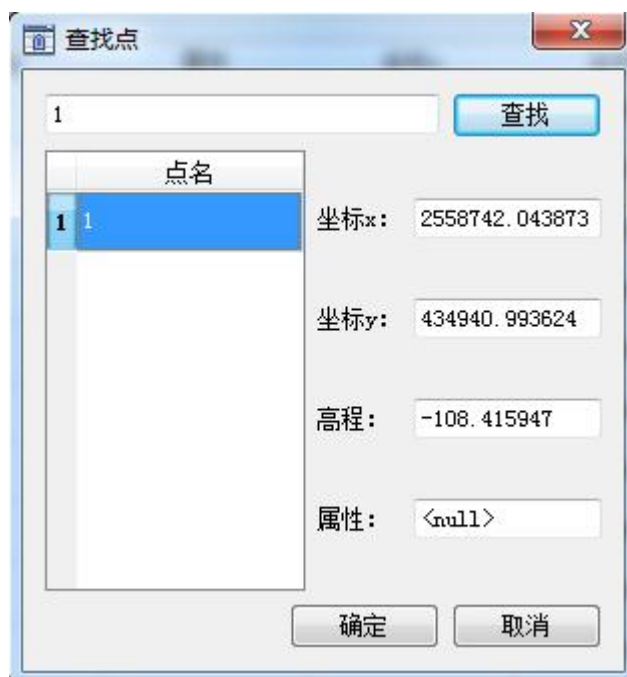 查找点
1
查找
点名
1 1
坐标x: 2558742.043873
坐标y: 434940.993624
高程: -108.415947
属性: <null>
确定
取消